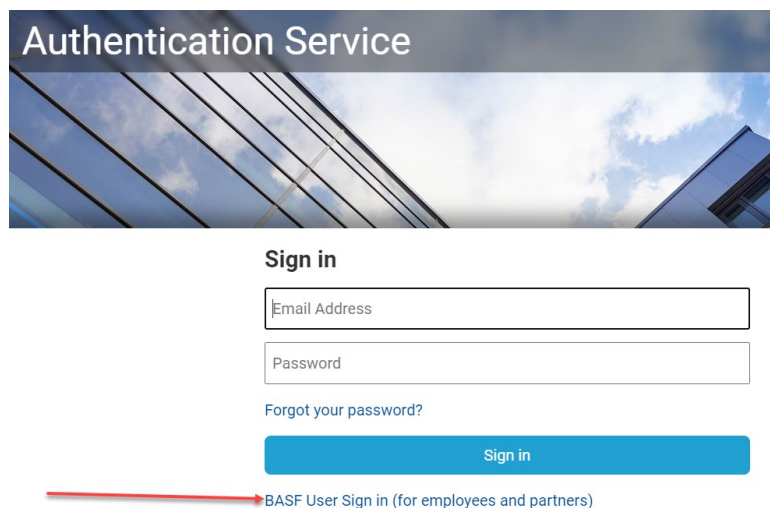 Authentication Service
Sign in
Email Address
Password
Forgot your password?
Sign in
BASF User Sign in (for employees and partners)